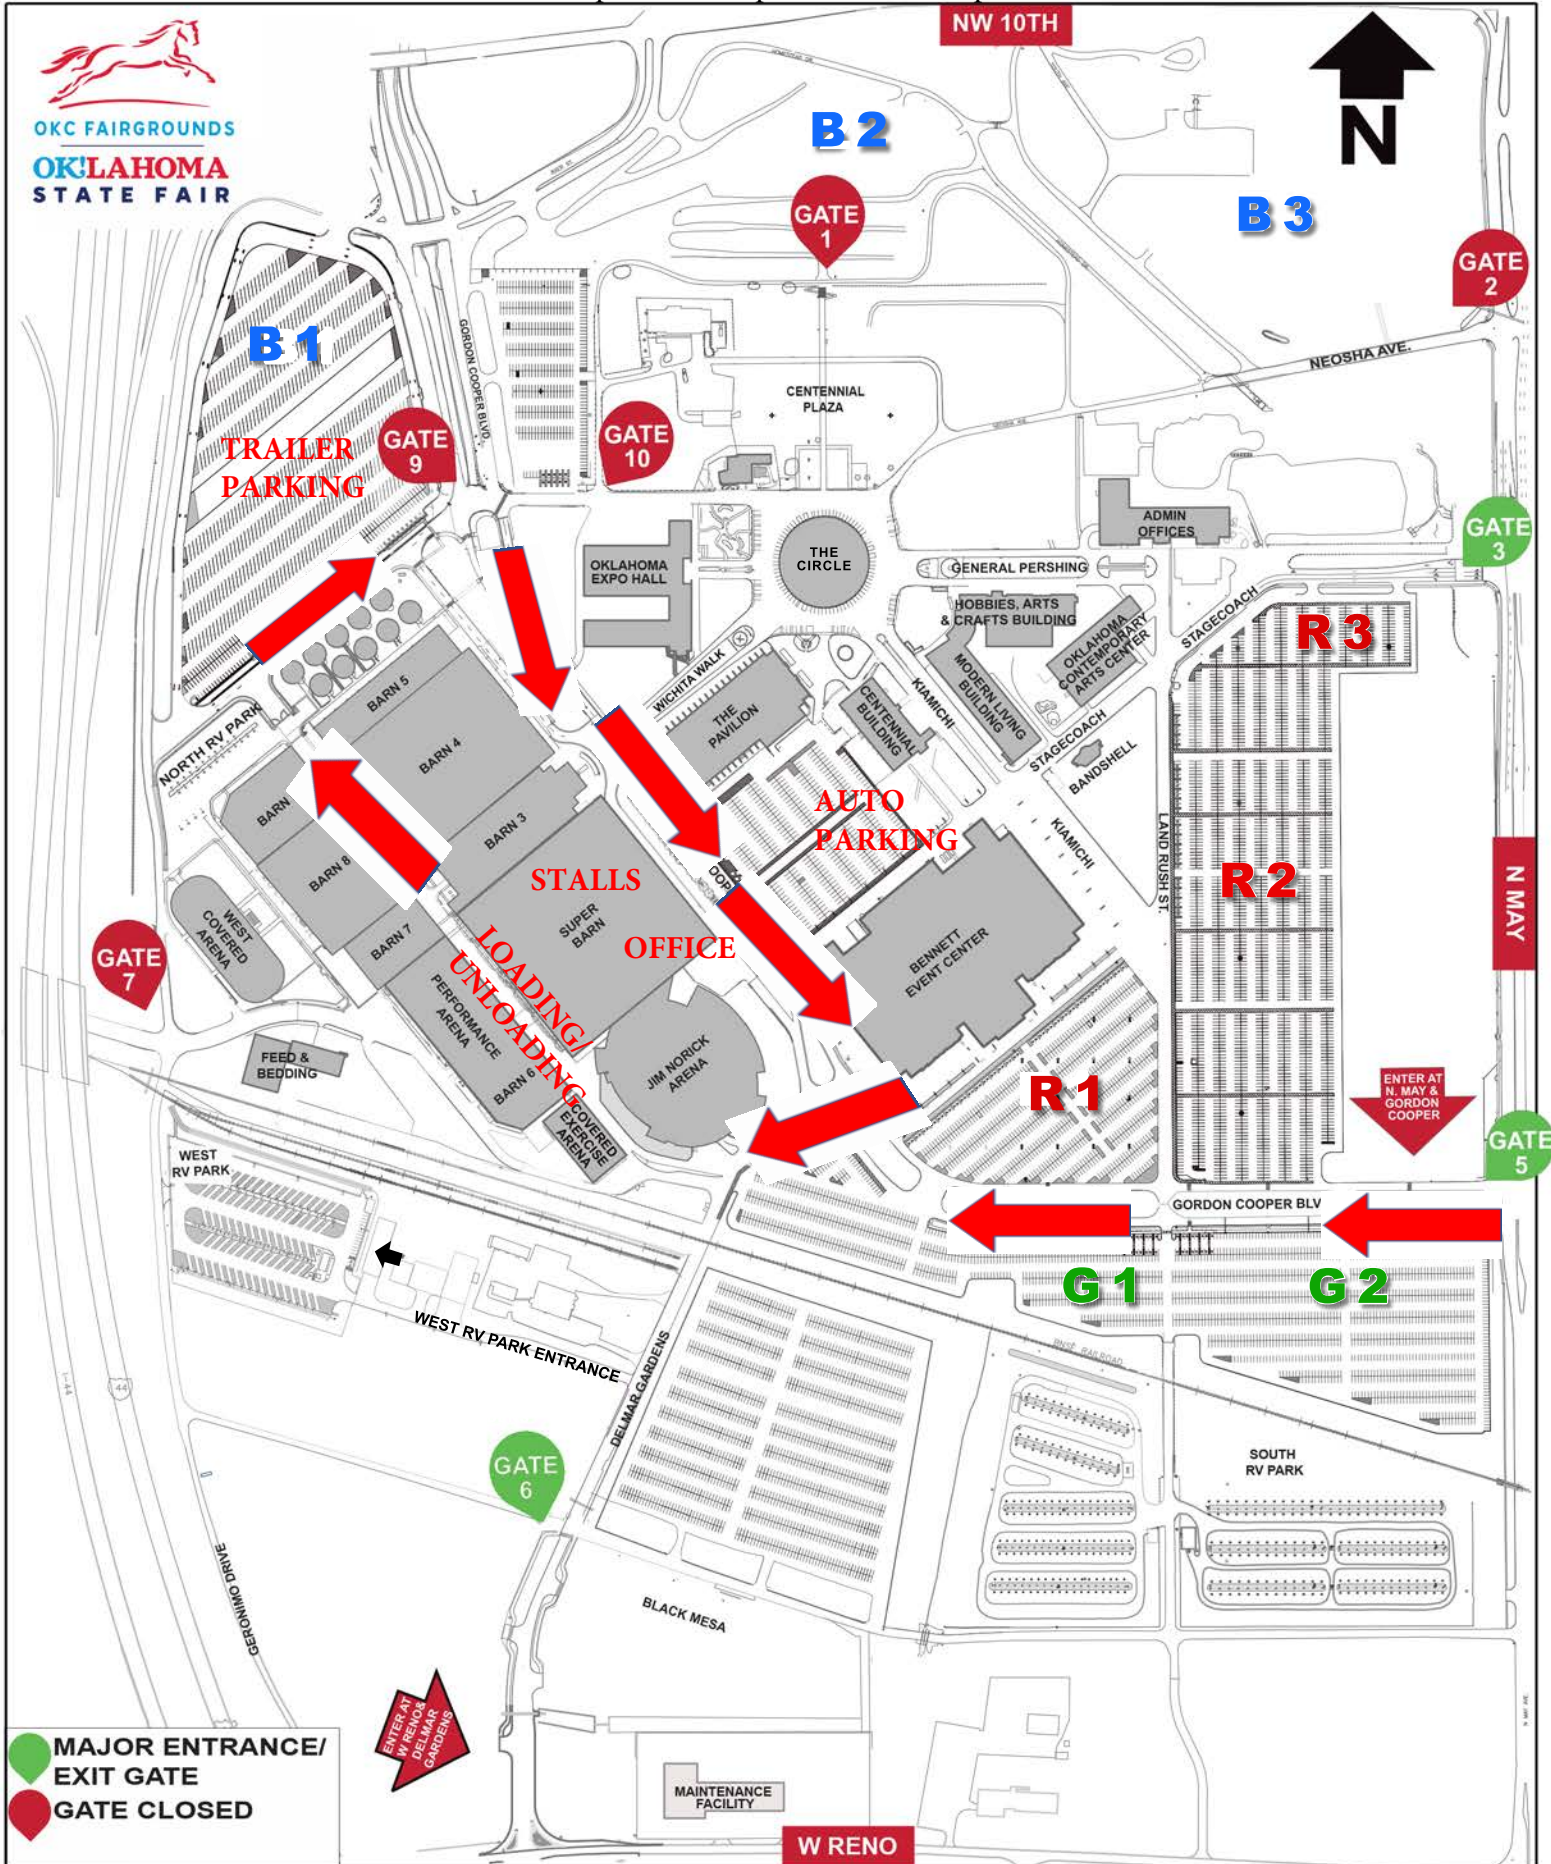 NW 10TH
N
OKC FAIRGROUNDS
OK!LAHOMA
STATE FAIR
B 2
B 3
GATE
1
GATE
2
B 1
GORDON COOPER BLVD.
NEOSHA AVE.
CENTENNIAL
PLAZA
GATE
9
GATE
10
TRAILER
PARKING
ADMIN
OFFICES
GATE
3
OKLAHOMA
EXPO HALL
THE
CIRCLE
GENERAL PERSHING
HOBBIES, ARTS
& CRAFTS BUILDING
STAGECOACH
R 3
OKLAHOMA
CONTEMPORARY
ARTS CENTER
MODERN LIVING
BUILDING
WICHITA WALK
KIAMICHI
CENTENNIAL
BUILDING
THE
PAVILION
BARN 5
BARN 4
NORTH RV PARK
STAGECOACH
BANDSHELL
BARN
BARN 3
AUTO
PARKING
KIAMICHI
LAND RUSH ST.
BARN 8
STALLS
DOP
R 2
N MAY
SUPER
BARN
OFFICE
WEST
COVERED
ARENA
BARN 7
LOADING/
UNLOADING
BENNETT
EVENT CENTER
GATE
7
PERFORMANCE
ARENA
FEED &
BEDDING
JIM NORICK
ARENA
BARN 6
R 1
ENTER AT
N. MAY &
GORDON
COOPER
COVERED
EXERCISE
ARENA
GATE
5
WEST
RV PARK
GORDON COOPER BLV
G 1
G 2
WEST RV PARK ENTRANCE
DELMAR GARDENS
I-44
44
SOUTH
RV PARK
GATE
6
GERONIMO DRIVE
BLACK MESA
ENTER AT
W RENO&
DELMAR
GARDENS
MAJOR ENTRANCE/
EXIT GATE
GATE CLOSED
MAINTENANCE
FACILITY
W RENO
N MAY AVE.